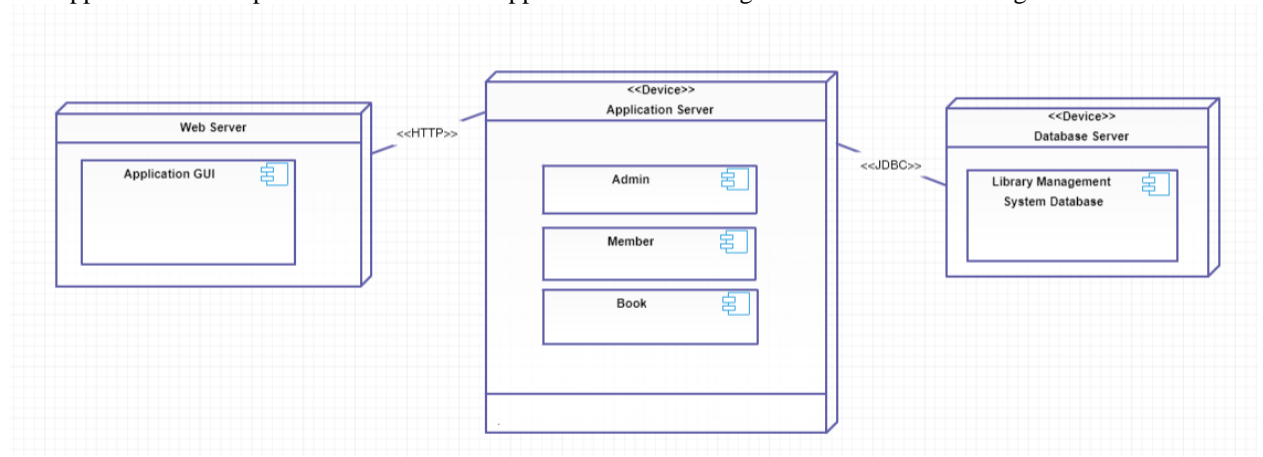 Web Server
Application GUI
<<HTTP>>
<<Device>>
Application Server
Admin
Member
Book
.
<<JDBC>>
<<Device>>
Database Server
Library Management
System Database